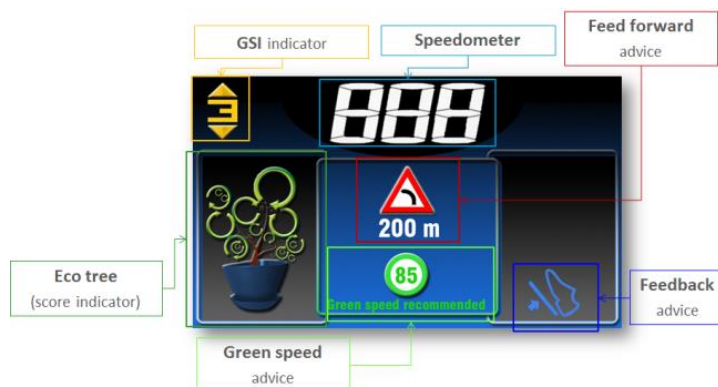 GSI indicator
Speedometer
Feed forward
advice
3
888
200 m
85
Green speed recommended
Eco tree
(score indicator)
Feedback
advice
Green speed
advice